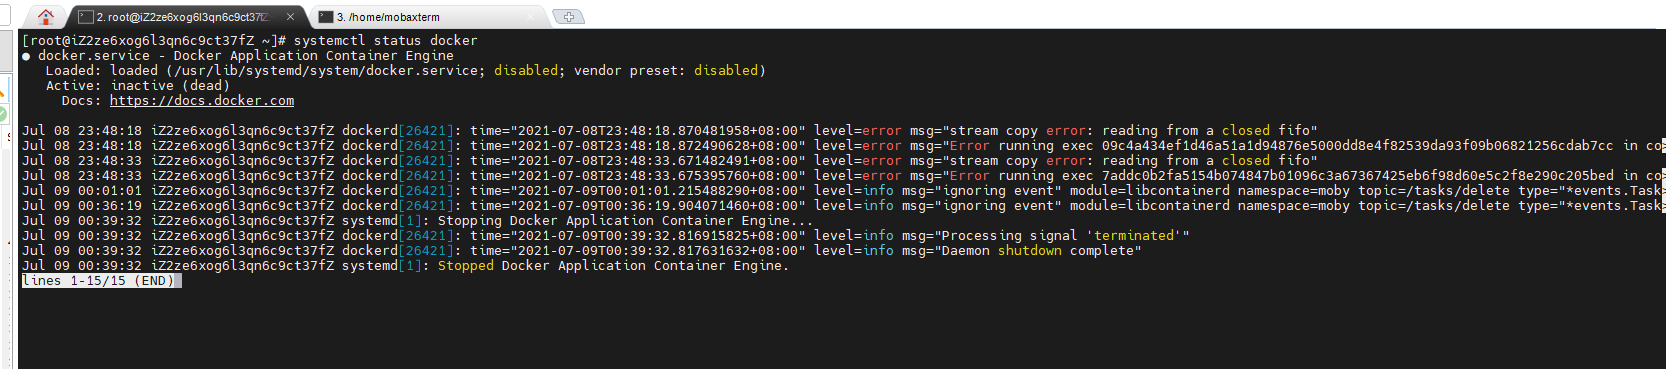 2. root@iZ2ze6xog6l3qn6c9ct37fZ
3. /home/mobaxterm
[root@iZ2ze6xog6l3qn6c9ct37fZ ~]# systemctl status docker
● docker.service - Docker Application Container Engine
Loaded: loaded (/usr/lib/systemd/system/docker.service; disabled; vendor preset: disabled)
Active: inactive (dead)
Docs: https://docs.docker.com
Jul 08 23:48:18 iZ2ze6xog6l3qn6c9ct37fZ dockerd[26421]: time="2021-07-08T23:48:18.870481958+08:00" level=error msg="stream copy error: reading from a closed fifo"
Jul 08 23:48:18 iZ2ze6xog6l3qn6c9ct37fZ dockerd[26421]: time="2021-07-08T23:48:18.872490628+08:00" level=error msg="Error running exec 09c4a434ef1d46a51a1d94876e5000dd8e4f82539da93f09b06821256cdab7cc in co>
Jul 08 23:48:33 iZ2ze6xog6l3qn6c9ct37fZ dockerd[26421]: time="2021-07-08T23:48:33.671482491+08:00" level=error msg="stream copy error: reading from a closed fifo"
Jul 08 23:48:33 iZ2ze6xog6l3qn6c9ct37fZ dockerd[26421]: time="2021-07-08T23:48:33.675395760+08:00" level=error msg="Error running exec 7addc0b2fa5154b074847b01096c3a67367425eb6f98d60e5c2f8e290c205bed in co>
Jul 09 00:01:01 iZ2ze6xog6l3qn6c9ct37fZ dockerd[26421]: time="2021-07-09T00:01:01.215488290+08:00" level=info msg="ignoring event" module=libcontainerd namespace=moby topic=/tasks/delete type="*events.Task>
Jul 09 00:36:19 iZ2ze6xog6l3qn6c9ct37fZ dockerd[26421]: time="2021-07-09T00:36:19.904071460+08:00" level=info msg="ignoring event" module=libcontainerd namespace=moby topic=/tasks/delete type="*events.Task>
Jul 09 00:39:32 iZ2ze6xog6l3qn6c9ct37fZ systemd[1]: Stopping Docker Application Container Engine...
Jul 09 00:39:32 iZ2ze6xog6l3qn6c9ct37fZ dockerd[26421]: time="2021-07-09T00:39:32.816915825+08:00" level=info msg="Processing signal 'terminated'"
Jul 09 00:39:32 iZ2ze6xog6l3qn6c9ct37fZ dockerd[26421]: time="2021-07-09T00:39:32.817631632+08:00" level=info msg="Daemon shutdown complete"
Jul 09 00:39:32 iZ2ze6xog6l3qn6c9ct37fZ systemd[1]: Stopped Docker Application Container Engine.
lines 1-15/15 (END)